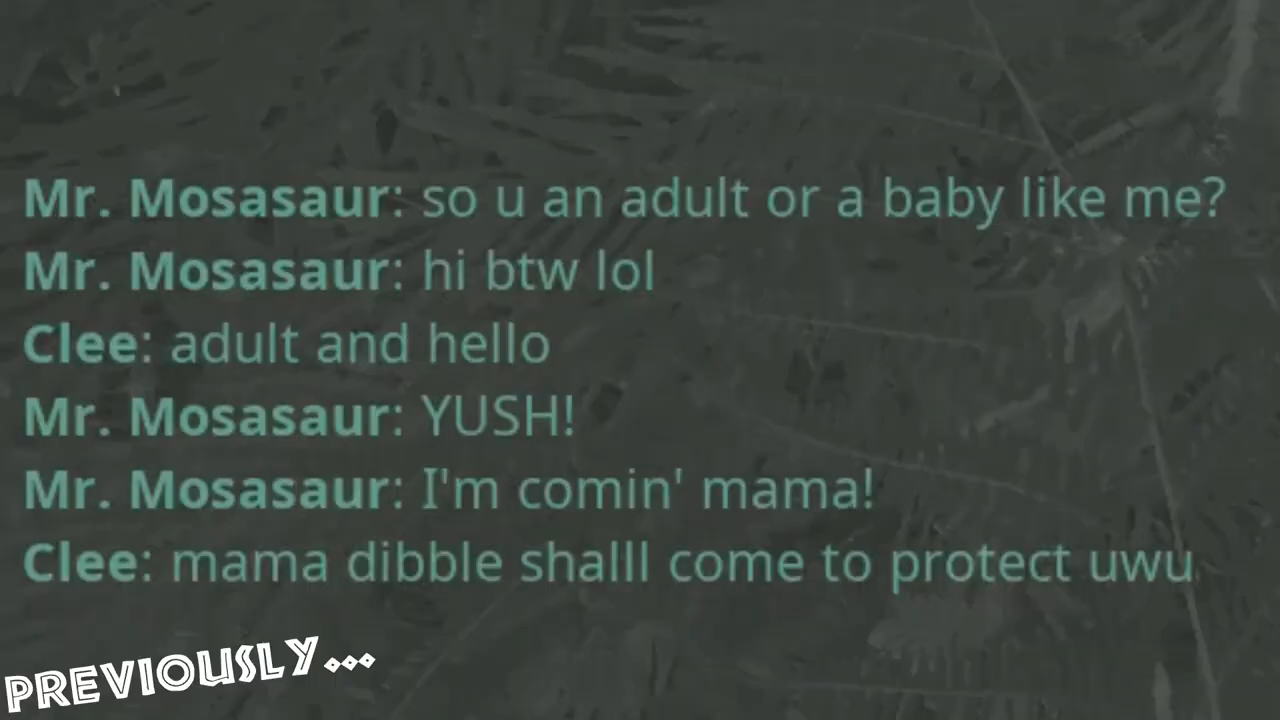 Mr. Mosasaur: so u an adult or a baby like me?
Mr. Mosasaur: hi btw lol
Clee: adult and hello
Mr. Mosasaur: YUSH!
Mr. Mosasaur: I'm comin' mama!
Clee: mama dibble shalll come to protect uwu
PREVIOUSLY...